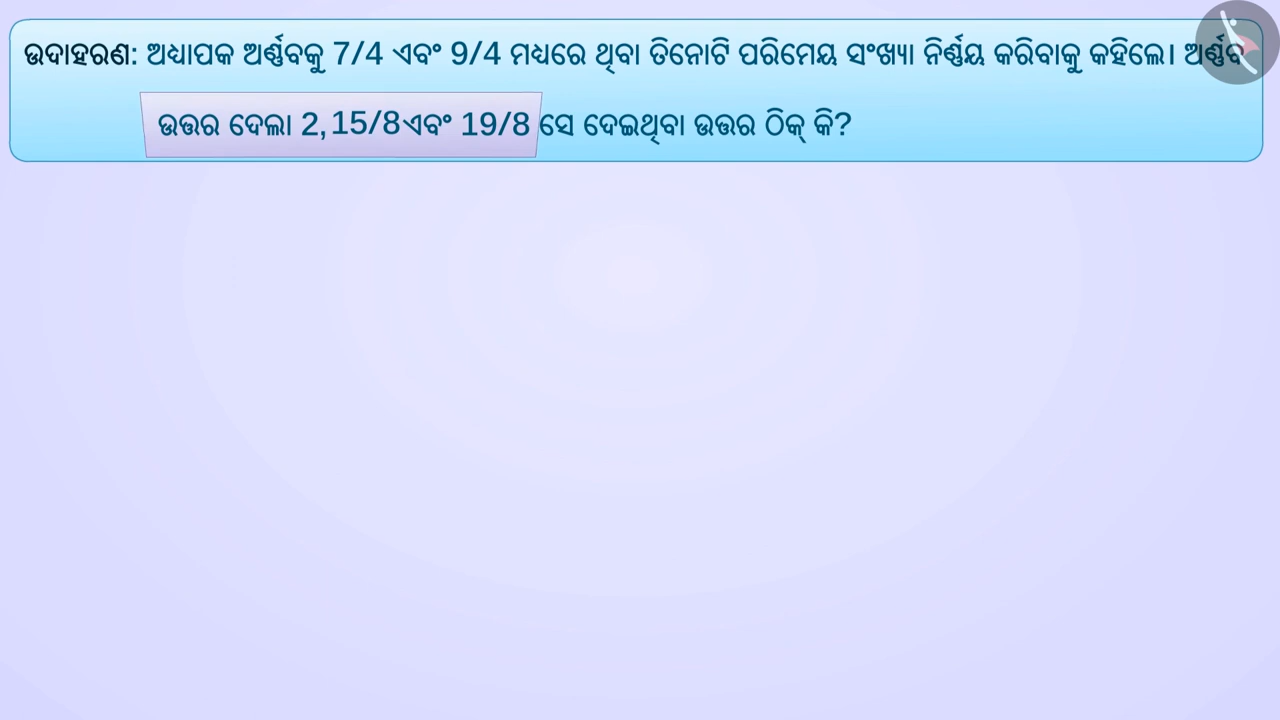 ଉଦାହରଣ: ଅଧ୍ୟାପକ ଅର୍ଣ୍ଣବକୁ 7/4 ଏବଂ 9/4 ମଧ୍ୟରେ ଥିବା ତିନୋଟି ପରିମେୟ ସଂଖ୍ୟା ନିର୍ଣ୍ଣୟ କରିବାକୁ କହିଲେ। ଅର୍ଣ୍ଣବ
ଉତ୍ତର ଦେଲା 2, 15/8 ଏବଂ 19/8 ସେ ଦେଇଥିବା ଉତ୍ତର ଠିକ୍ କି?